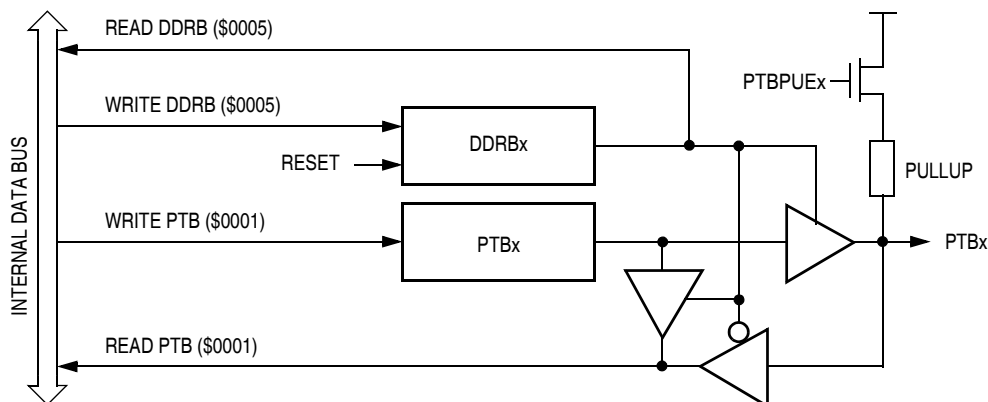 READ DDRB ($0005)
PTBPUEx
WRITE DDRB ($0005)
DDRBx
RESET
PULLUP
INTERNAL DATA BUS
WRITE PTB ($0001)
PTBx
PTBx
READ PTB ($0001)